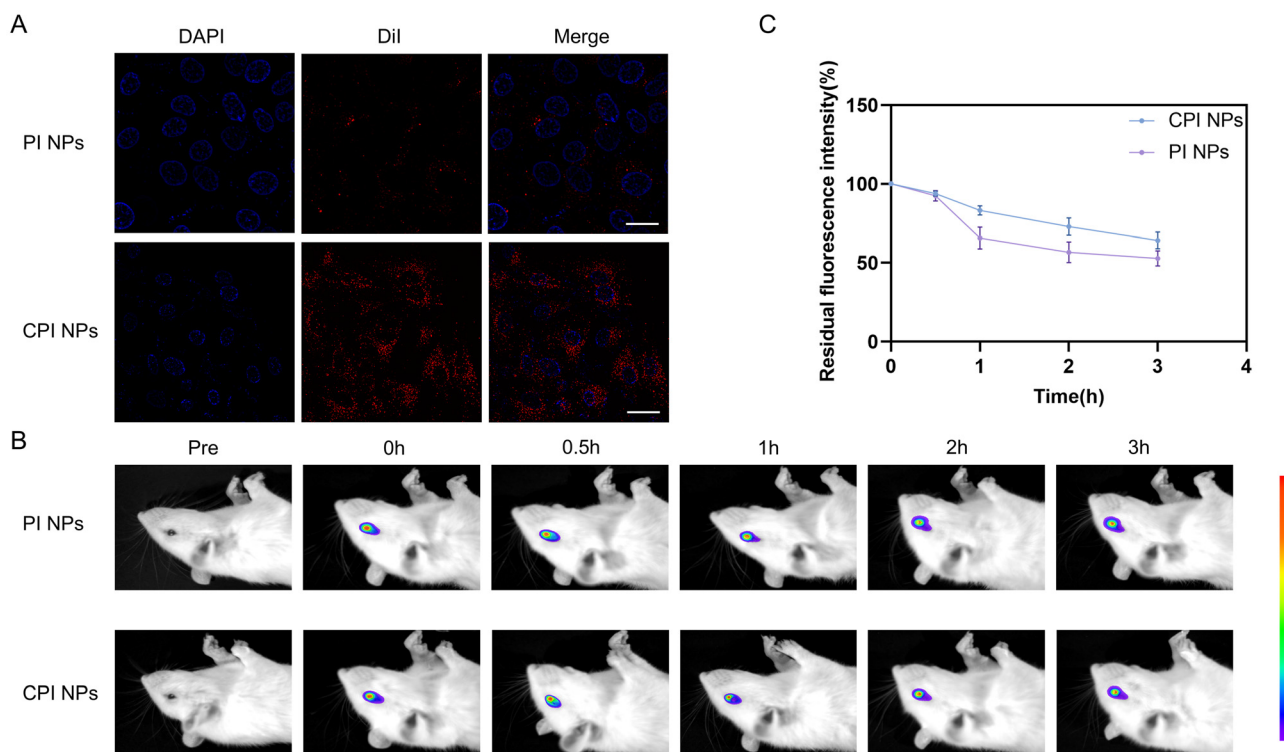 A
DAPI
DiI
Merge
PI NPs
CPI NPs
C
Residual fluorescence intensity(%)
150
100
50
0
0
1
2
3
4
Time(h)
CPI NPs
PI NPs
B
Pre
0h
0.5h
1h
2h
3h
PI NPs
CPI NPs